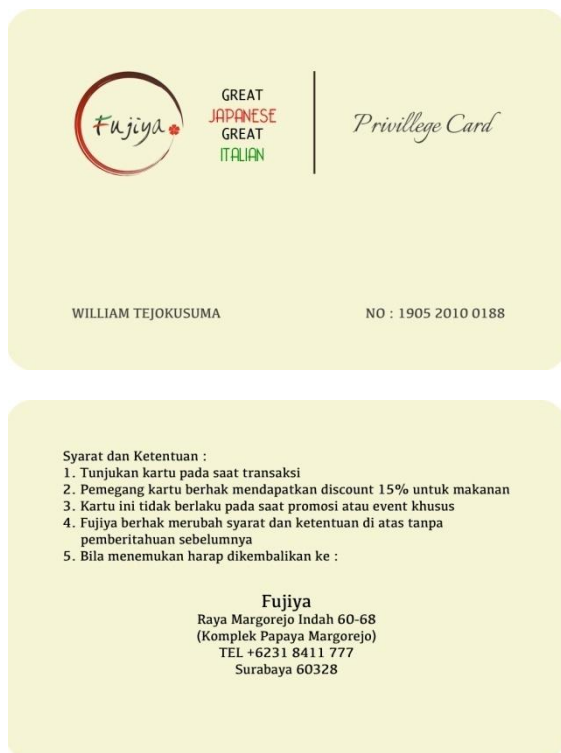 Fujiya
GREAT
JAPANESE
GREAT
ITALIAN
Privillege Card
WILLIAM TEJOKUSUMA
NO : 1905 2010 0188
Syarat dan Ketentuan :
1. Tunjukan kartu pada saat transaksi
2. Pemegang kartu berhak mendapatkan discount 15% untuk makanan
3. Kartu ini tidak berlaku pada saat promosi atau event khusus
4. Fujiya berhak merubah syarat dan ketentuan di atas tanpa
pemberitahuan sebelumnya
5. Bila menemukan harap dikembalikan ke :
Fujiya
Raya Margorejo Indah 60-68
(Komplek Papaya Margorejo)
TEL +6231 8411 777
Surabaya 60328